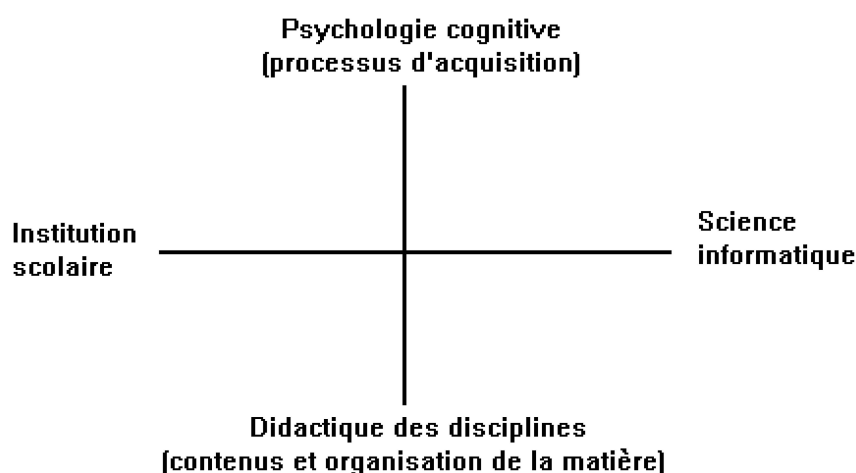 Psychologie cognitive
(processus d'acquisition)
Institution
scolaire
Science
informatique
Didactique des disciplines
(contenus et organisation de la matière)